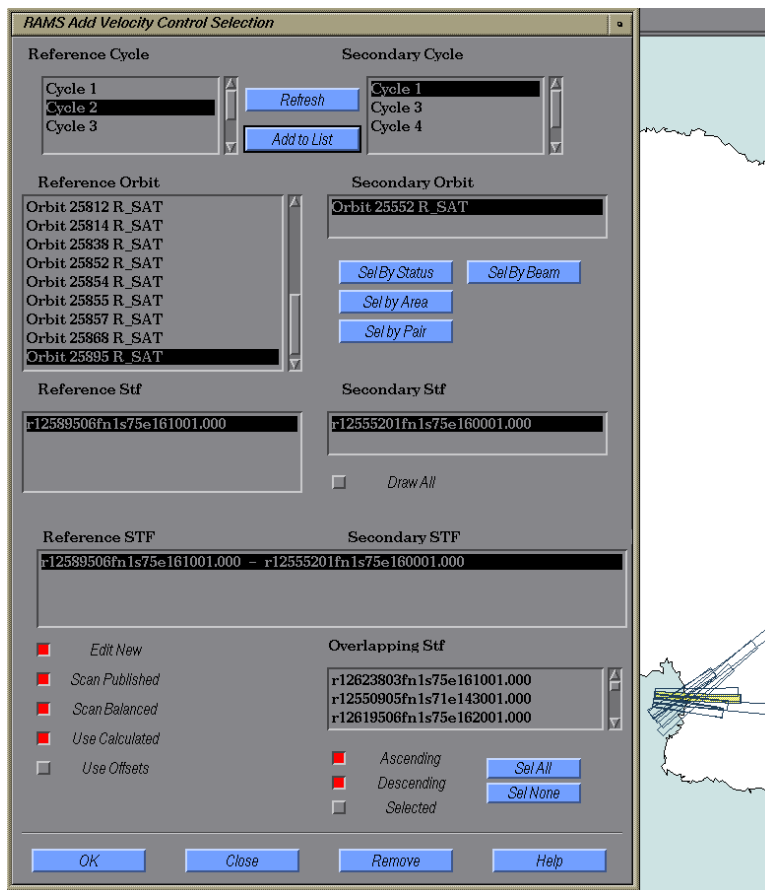 RAMS Add Velocity Control Selection
Reference Cycle
Secondary Cycle
Cycle 1
Cycle 2
Cycle 3
Refresh
Add to List
Cycle 1
Cycle 3
Cycle 4
Reference Orbit
Secondary Orbit
Orbit 25812 R_SAT
Orbit 25814 R_SAT
Orbit 25838 R_SAT
Orbit 25852 R_SAT
Orbit 25854 R_SAT
Orbit 25855 R_SAT
Orbit 25857 R_SAT
Orbit 25868 R_SAT
Orbit 25895 R_SAT
Orbit 25552 R_SAT
Sel By Status
Sel By Beam
Sel by Area
Sel by Pair
Reference Stf
Secondary Stf
r12589506fn1s75e161001.000
r12555201fn1s75e160001.000
Draw All
Reference STF
Secondary STF
r12589506fn1s75e161001.000 - r12555201fn1s75e160001.000
Edit New
Scan Published
Scan Balanced
Use Calculated
Use Offsets
Overlapping Stf
r12623803fn1s75e161001.000
r12550905fn1s71e143001.000
r12619506fn1s75e162001.000
Ascending
Descending
Selected
Sel All
Sel None
OK
Close
Remove
Help